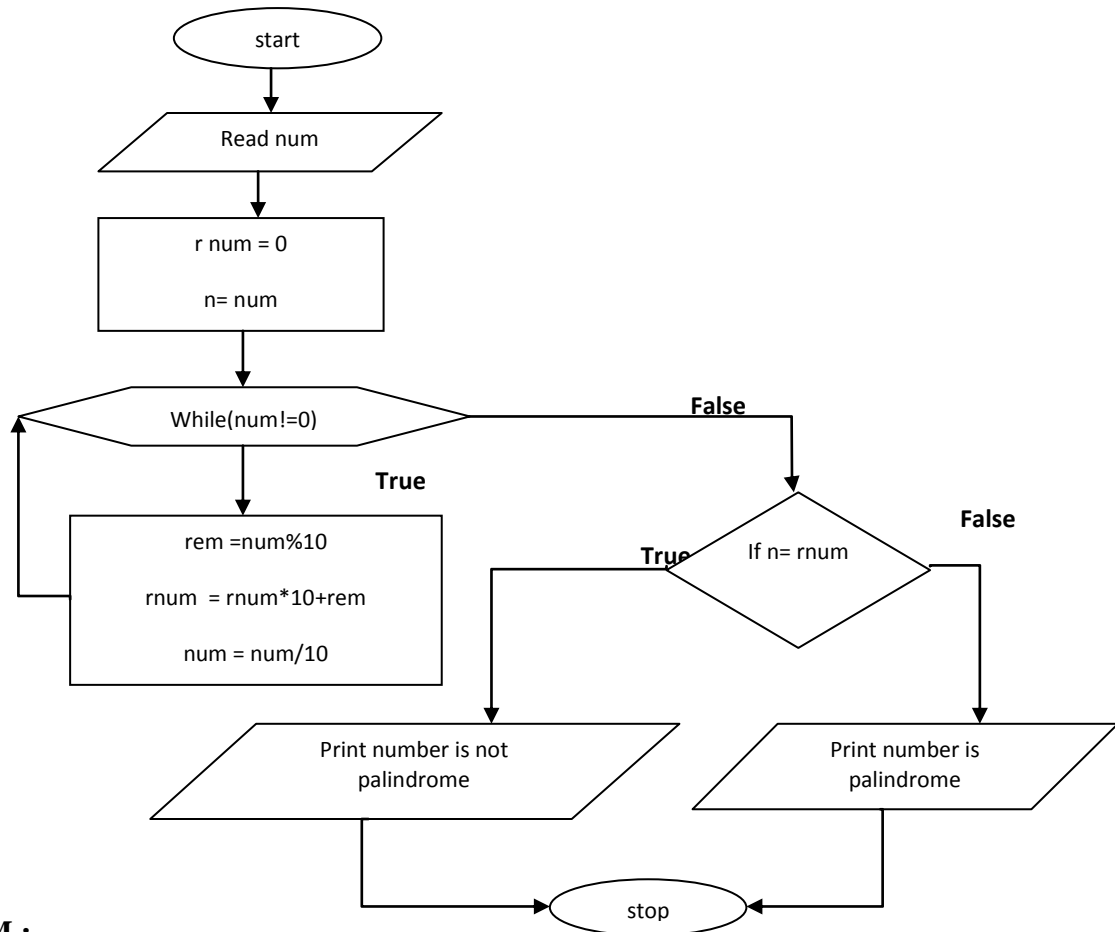 start
Read num
r num = 0
n= num
While(num!=0)
False
True
rem =num%10
rnum  = rnum*10+rem
num = num/10
If n= rnum
True
False
Print number is not
palindrome
Print number is
palindrome
stop